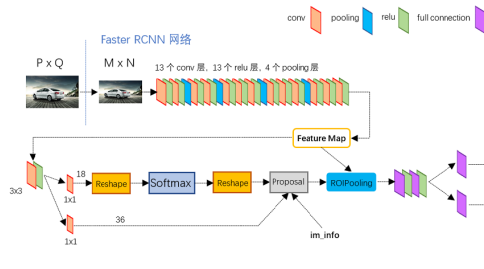 conv
pooling
relu
full connection
Faster RCNN 网络
P x Q
M x N
13 个 conv 层, 13 个 relu 层, 4 个 pooling 层
Feature Map
3x3
18
1x1
Reshape
Softmax
Reshape
Proposal
ROIPooling
36
1x1
im_info